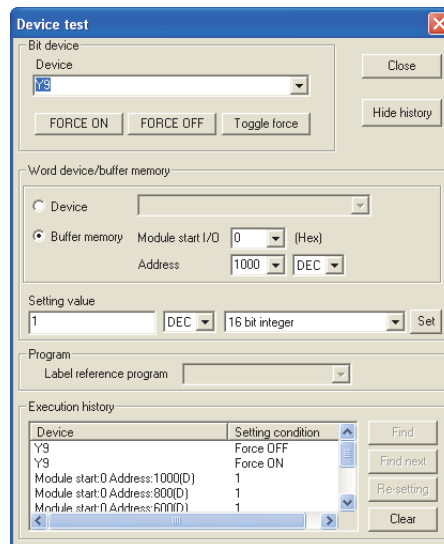 Device test
Bit device
Device
Y9
FORCE ON FORCE OFF Toggle force
Close
Hide history
Word device/buffer memory
Device
Buffer memory Module start I/O 0 (Hex)
Address 1000 DEC
Setting value
1 DEC 16 bit integer Set
Program
Label reference program
Execution history
Device Setting condition
Y9 Force OFF
Y9 Force ON
Module start:0 Address:1000(D) 1
Module start:0 Address:800(D) 1
Module start:0 Address:600(D) 1
Find
Find next
Re-setting
Clear